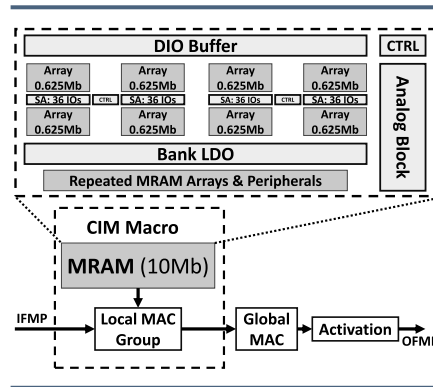 DIO Buffer CTRL
Array Array Array Array
0.625Mb 0.625Mb 0.625Mb 0.625Mb
SA: 36 IOs CTRL SA: 36 IOs SA: 36 IOs CTRL SA: 36 IOs
Array Array Array Array
0.625Mb 0.625Mb 0.625Mb 0.625Mb
Analog Block
Bank LDO
Repeated MRAM Arrays & Peripherals
CIM Macro
MRAM (10Mb)
IFMP
Local MAC Group
Global MAC
Activation